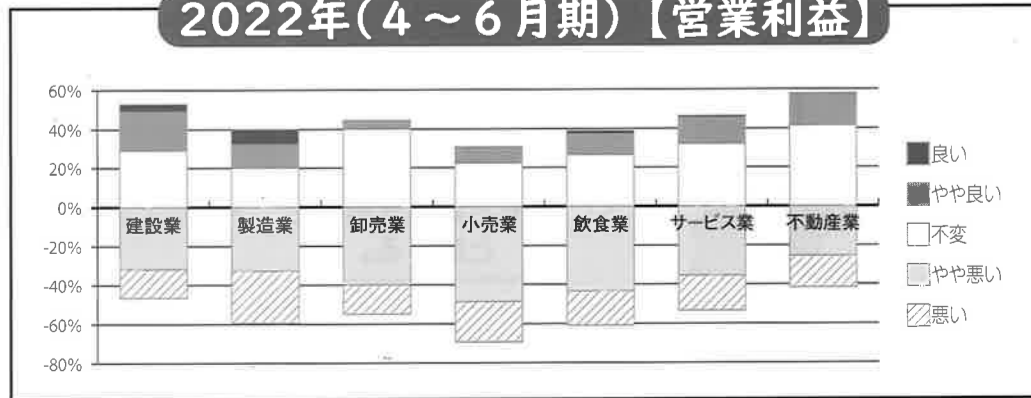 2022年(4～6月期)【営業利益】
60%
40%
20%
0%
-20%
-40%
-60%
-80%
建設業 製造業 卸売業 小売業 飲食業 サービス業 不動産業
良い
やや良い
不変
やや悪い
悪い